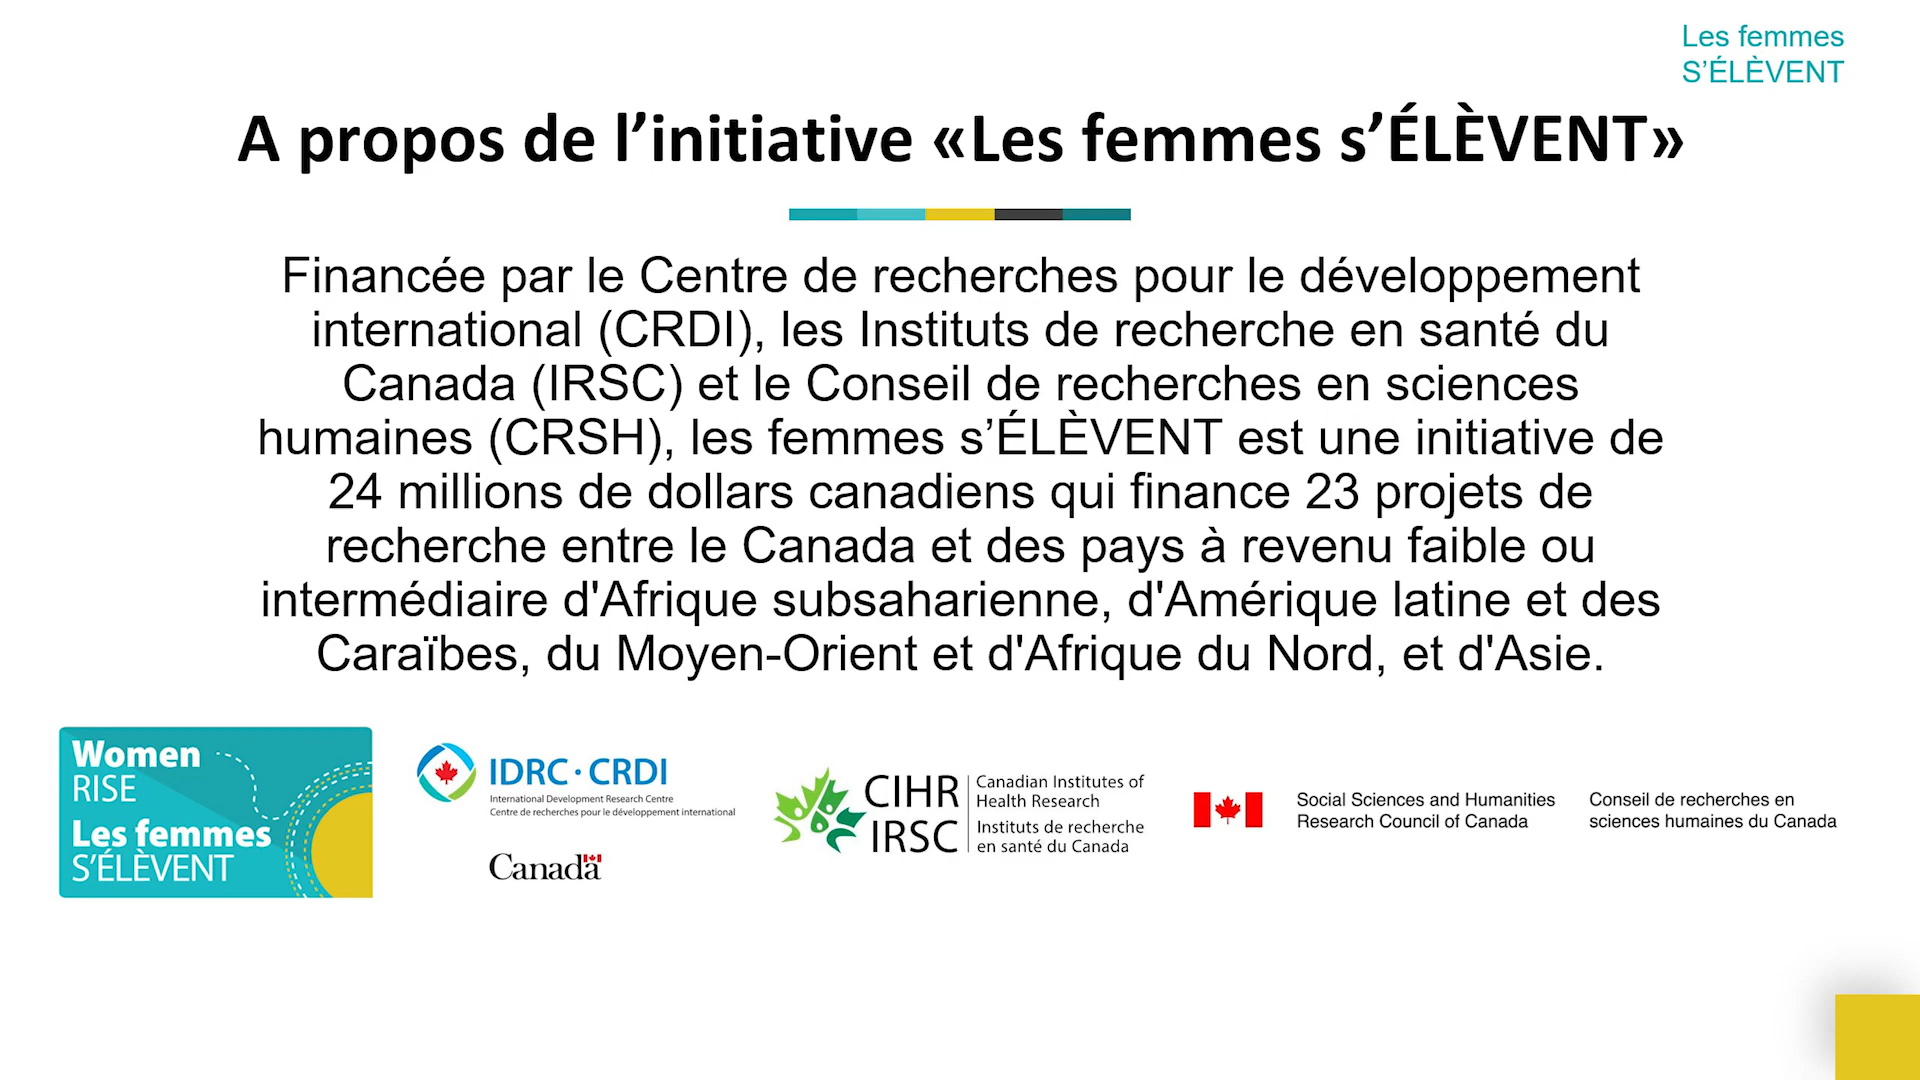 Les femmes
S’ÉLÈVENT
A propos de l’initiative «Les femmes s’ÉLÈVENT»
Financée par le Centre de recherches pour le développement
international (CRDI), les Instituts de recherche en santé du
Canada (IRSC) et le Conseil de recherches en sciences
humaines (CRSH), les femmes s’ÉLÈVENT est une initiative de
24 millions de dollars canadiens qui finance 23 projets de
recherche entre le Canada et des pays à revenu faible ou
intermédiaire d'Afrique subsaharienne, d'Amérique latine et des
Caraïbes, du Moyen-Orient et d'Afrique du Nord, et d'Asie.
Women
RISE
Les femmes
S’ÉLÈVENT
IDRC · CRDI
International Development Research Centre
Centre de recherches pour le développement international
Canada
CIHR
IRSC
Canadian Institutes of
Health Research
Instituts de recherche
en santé du Canada
Social Sciences and Humanities
Research Council of Canada
Conseil de recherches en
sciences humaines du Canada